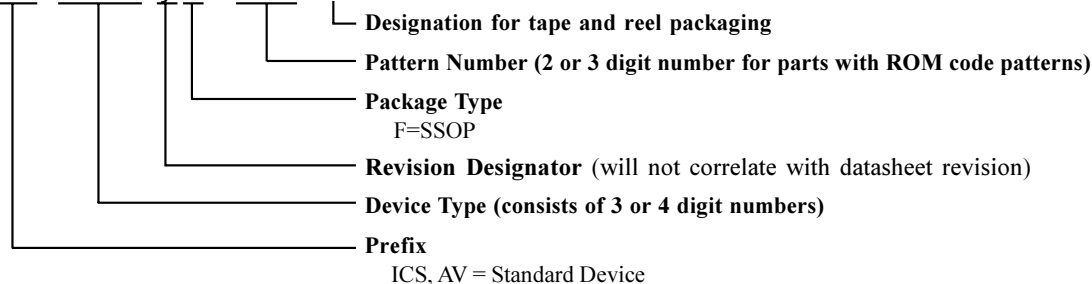 Designation for tape and reel packaging
Pattern Number (2 or 3 digit number for parts with ROM code patterns)
Package Type
F=SSOP
Revision Designator (will not correlate with datasheet revision)
Device Type (consists of 3 or 4 digit numbers)
Prefix
ICS, AV = Standard Device